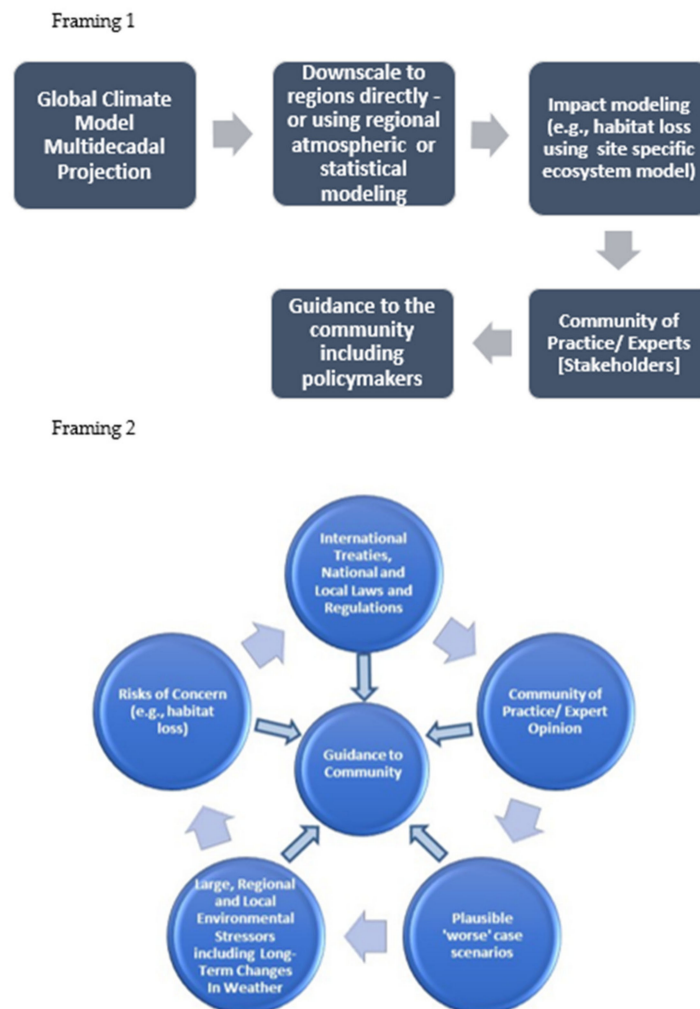 Framing 1
Global Climate
Model
Multidecadal
Projection
Downscale to
regions directly -
or using regional
atmospheric or
statistical
modeling
Impact modeling
(e.g., habitat loss
using site specific
ecosystem model)
Community of
Practice/ Experts
[Stakeholders]
Guidance to the
community
including
policymakers
Framing 2
International
Treaties,
National and
Local Laws and
Regulations
Community of
Practice/ Expert
Opinion
Plausible
'worse' case
scenarios
Large, Regional
and Local
Environmental
Stressors
including Long-
Term Changes
In Weather
Risks of Concern
(e.g., habitat
loss)
Guidance to
Community